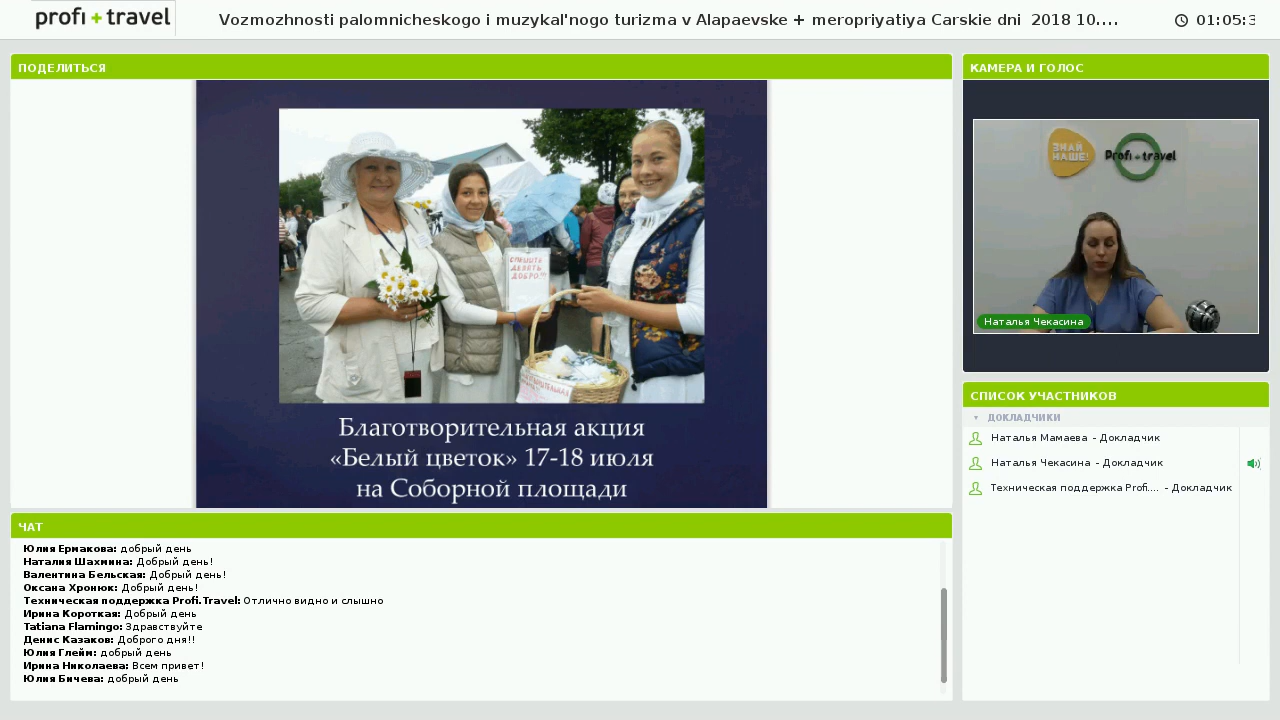 profi + travel
Vozmozhnosti palomnicheskogo i muzykal'nogo turizma v Alapaevske + meropriyatiya Carskie dni 2018 10....
01:05:3
ПОДЕЛИТЬСЯ
СПЕШИТЕ
ДЕЛАТЬ
ДОБРО!!!
Благотворительная акция
«Белый цветок» 17-18 июля
на Соборной площади
ЧАТ
Юлия Ермакова: добрый день
Наталия Шахмина: Добрый день!
Валентина Бельская: Добрый день!
Оксана Хронюк: Добрый день!
Техническая поддержка Profi.Travel: Отлично видно и слышно
Ирина Короткая: Добрый день
Tatiana Flamingo: Здравствуйте
Денис Казаков: Доброго дня!!
Юлия Глейм: добрый день
Ирина Николаева: Всем привет!
Юлия Бичева: добрый день
КАМЕРА И ГОЛОС
ЗНАЙ
НАШЕ!
Profi + travel
Наталья Чекасина
СПИСОК УЧАСТНИКОВ
ДОКЛАДЧИКИ
Наталья Мамаева - Докладчик
Наталья Чекасина - Докладчик
Техническая поддержка Profi.... - Докладчик